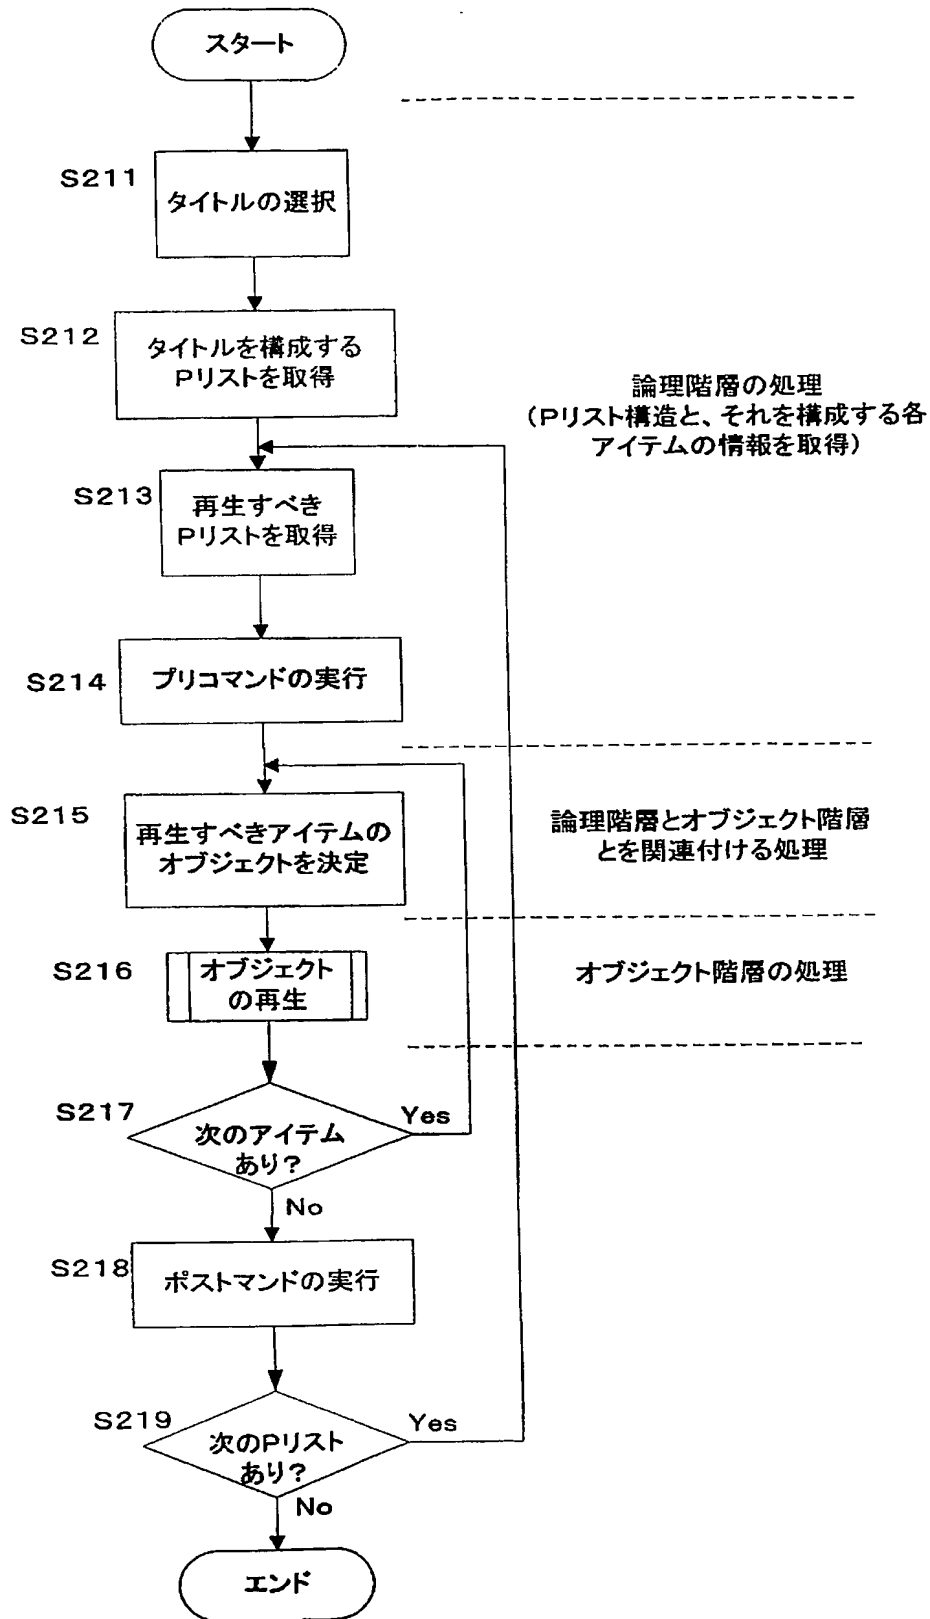 スタート
S211
タイトルの選択
S212
タイトルを構成する
Pリストを取得
論理階層の処理
(Pリスト構造と、それを構成する各
アイテムの情報を取得)
S213
再生すべき
Pリストを取得
S214
プリコマンドの実行
S215
再生すべきアイテムの
オブジェクトを決定
論理階層とオブジェクト階層
とを関連付ける処理
S216
オブジェクト
の再生
オブジェクト階層の処理
S217
次のアイテム
あり?
Yes
No
S218
ポストマンドの実行
S219
次のPリスト
あり?
Yes
No
エンド